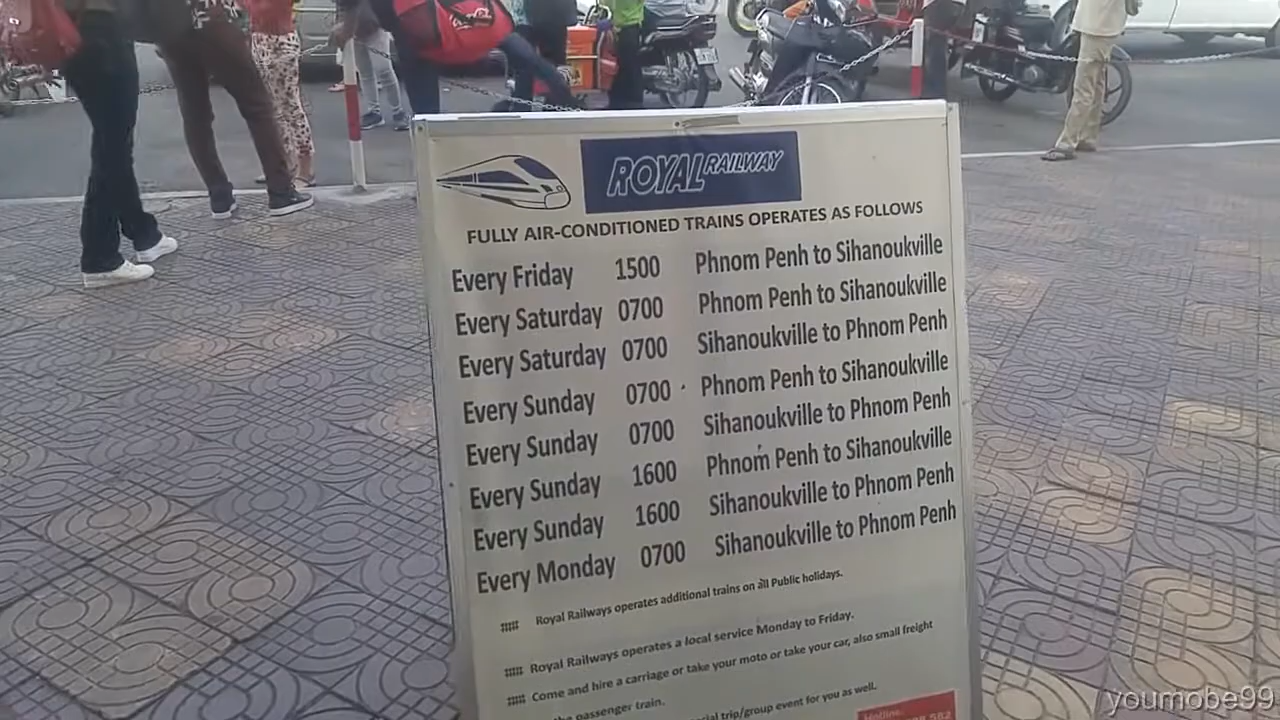 ROYAL RAILWAY
FULLY AIR-CONDITIONED TRAINS OPERATES AS FOLLOWS
Every Friday 1500 Phnom Penh to Sihanoukville
Every Saturday 0700 Phnom Penh to Sihanoukville
Every Saturday 0700 Sihanoukville to Phnom Penh
Every Sunday 0700 Phnom Penh to Sihanoukville
Every Sunday 0700 Sihanoukville to Phnom Penh
Every Sunday 1600 Phnom Penh to Sihanoukville
Every Sunday 1600 Sihanoukville to Phnom Penh
Every Monday 0700 Sihanoukville to Phnom Penh
Royal Railways operates additional trains on all Public holidays.
Royal Railways operates a local service Monday to Friday.
Come and hire a carriage or take your moto or take your car, also small freight
the passenger train.
trip/group event for you as well.
Hotline:
582
youmobe99